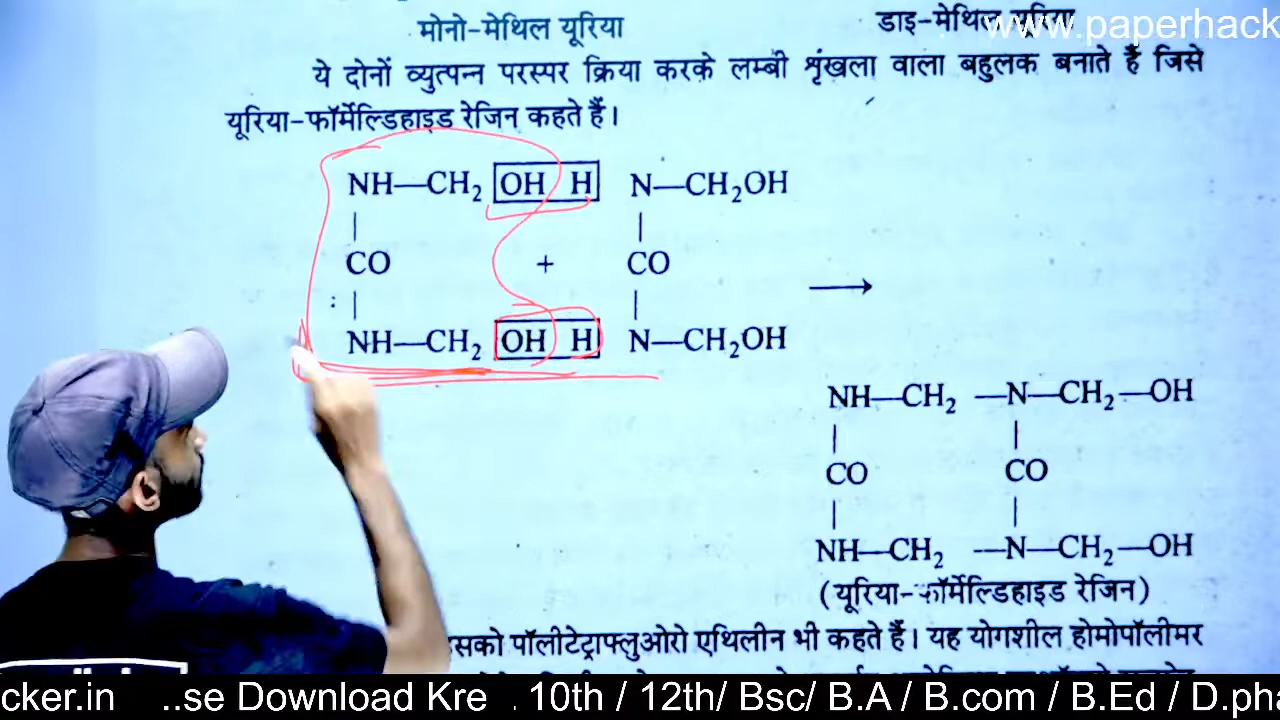 मोनो-मेथिल यूरिया डाइ-मेथिल यूरिया
www.paperhack
ये दोनों व्युत्पन्न परस्पर क्रिया करके लम्बी शृंखला वाला बहुलक बनाते हैं जिसे
यूरिया-फॉर्मेल्डिहाइड रेजिन कहते हैं।
NH—CH₂ OH H N—CH₂OH
| |
CO + CO ⟶
| |
NH—CH₂ OH H N—CH₂OH
NH—CH₂ —N—CH₂—OH
| |
CO CO
| |
NH—CH₂ —N—CH₂—OH
(यूरिया-फॉर्मेल्डिहाइड रेजिन)
सको पॉलीटेट्राफ्लुओरो एथिलीन भी कहते हैं। यह योगशील होमोपॉलीमर
cker.in ..se Download Kre . 10th / 12th/ Bsc/ B.A / B.com / B.Ed / D.pha